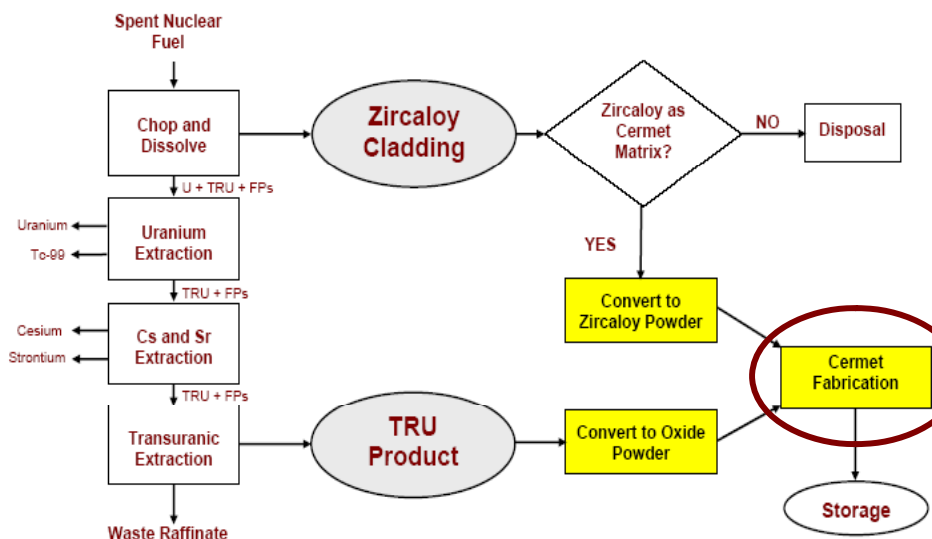 Spent Nuclear
Fuel
Chop and
Dissolve
Zircaloy
Cladding
Zircaloy as
Cermet
Matrix?
NO
Disposal
U + TRU + FPs
Uranium
Tc-99
Uranium
Extraction
YES
TRU + FPs
Convert to
Zircaloy Powder
Cesium
Strontium
Cs and Sr
Extraction
Cermet
Fabrication
TRU + FPs
Transuranic
Extraction
TRU
Product
Convert to Oxide
Powder
Storage
Waste Raffinate